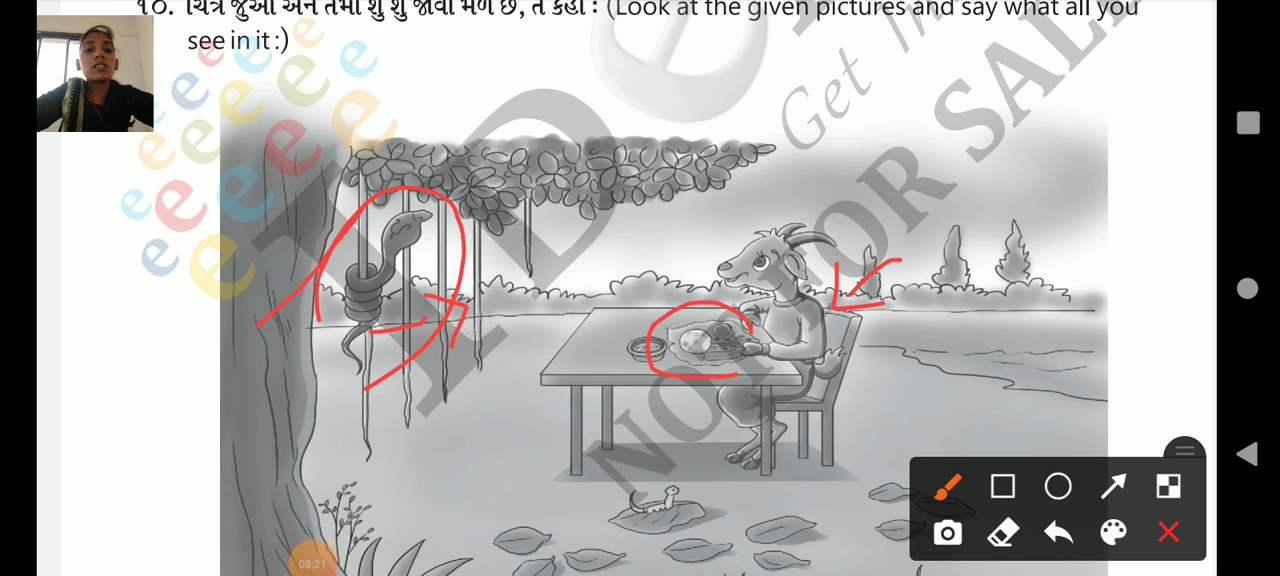 ૧૦. ચિત્ર જુઓ અને તેમાં શું શું જોવા મળે છે, તે કહો : (Look at the given pictures and say what all you
see in it :)
Get In
NOT FOR SALE
08:21